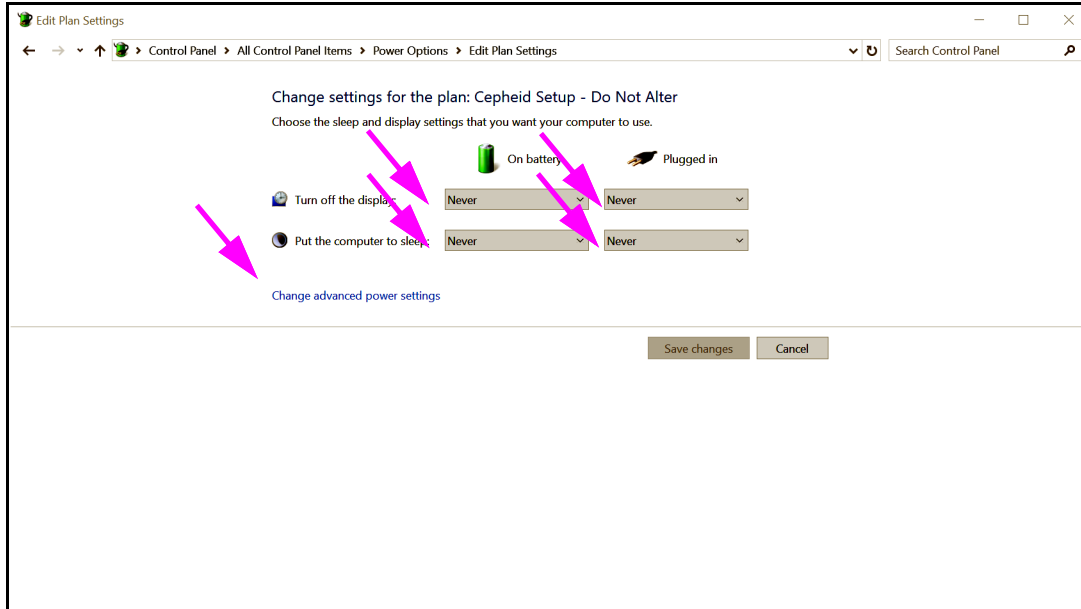 Edit Plan Settings
Control Panel > All Control Panel Items > Power Options > Edit Plan Settings
Search Control Panel
Change settings for the plan: Cepheid Setup - Do Not Alter
Choose the sleep and display settings that you want your computer to use.
On battery
Plugged in
Turn off the display:
Never
Never
Put the computer to sleep:
Never
Never
Change advanced power settings
Save changes
Cancel